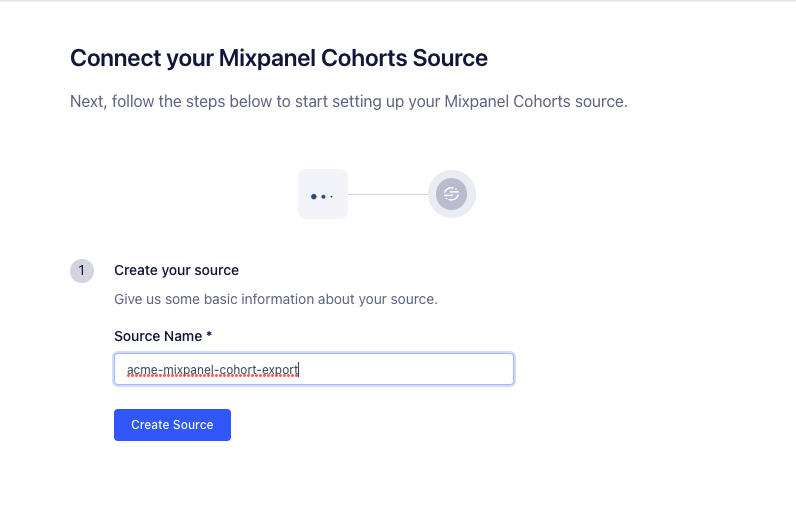 Connect your Mixpanel Cohorts Source
Next, follow the steps below to start setting up your Mixpanel Cohorts source.
1
Create your source
Give us some basic information about your source.
Source Name *
acme-mixpanel-cohort-export
Create Source